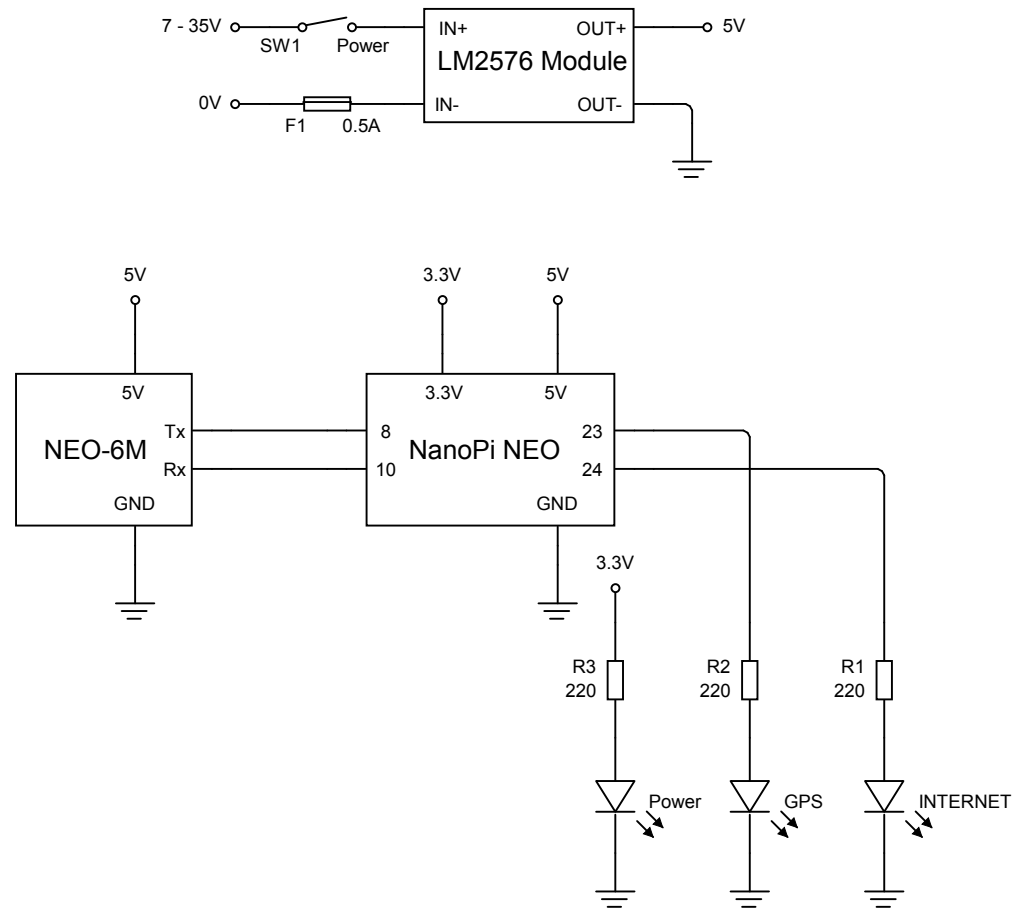 7 - 35V
SW1 Power
IN+ OUT+
5V
LM2576 Module
0V
IN- OUT-
F1 0.5A
5V
3.3V 5V
5V
3.3V 5V
Tx
8
23
NEO-6M
NanoPi NEO
Rx
10
24
GND
GND
3.3V
R3
220
R2
220
R1
220
Power
GPS
INTERNET